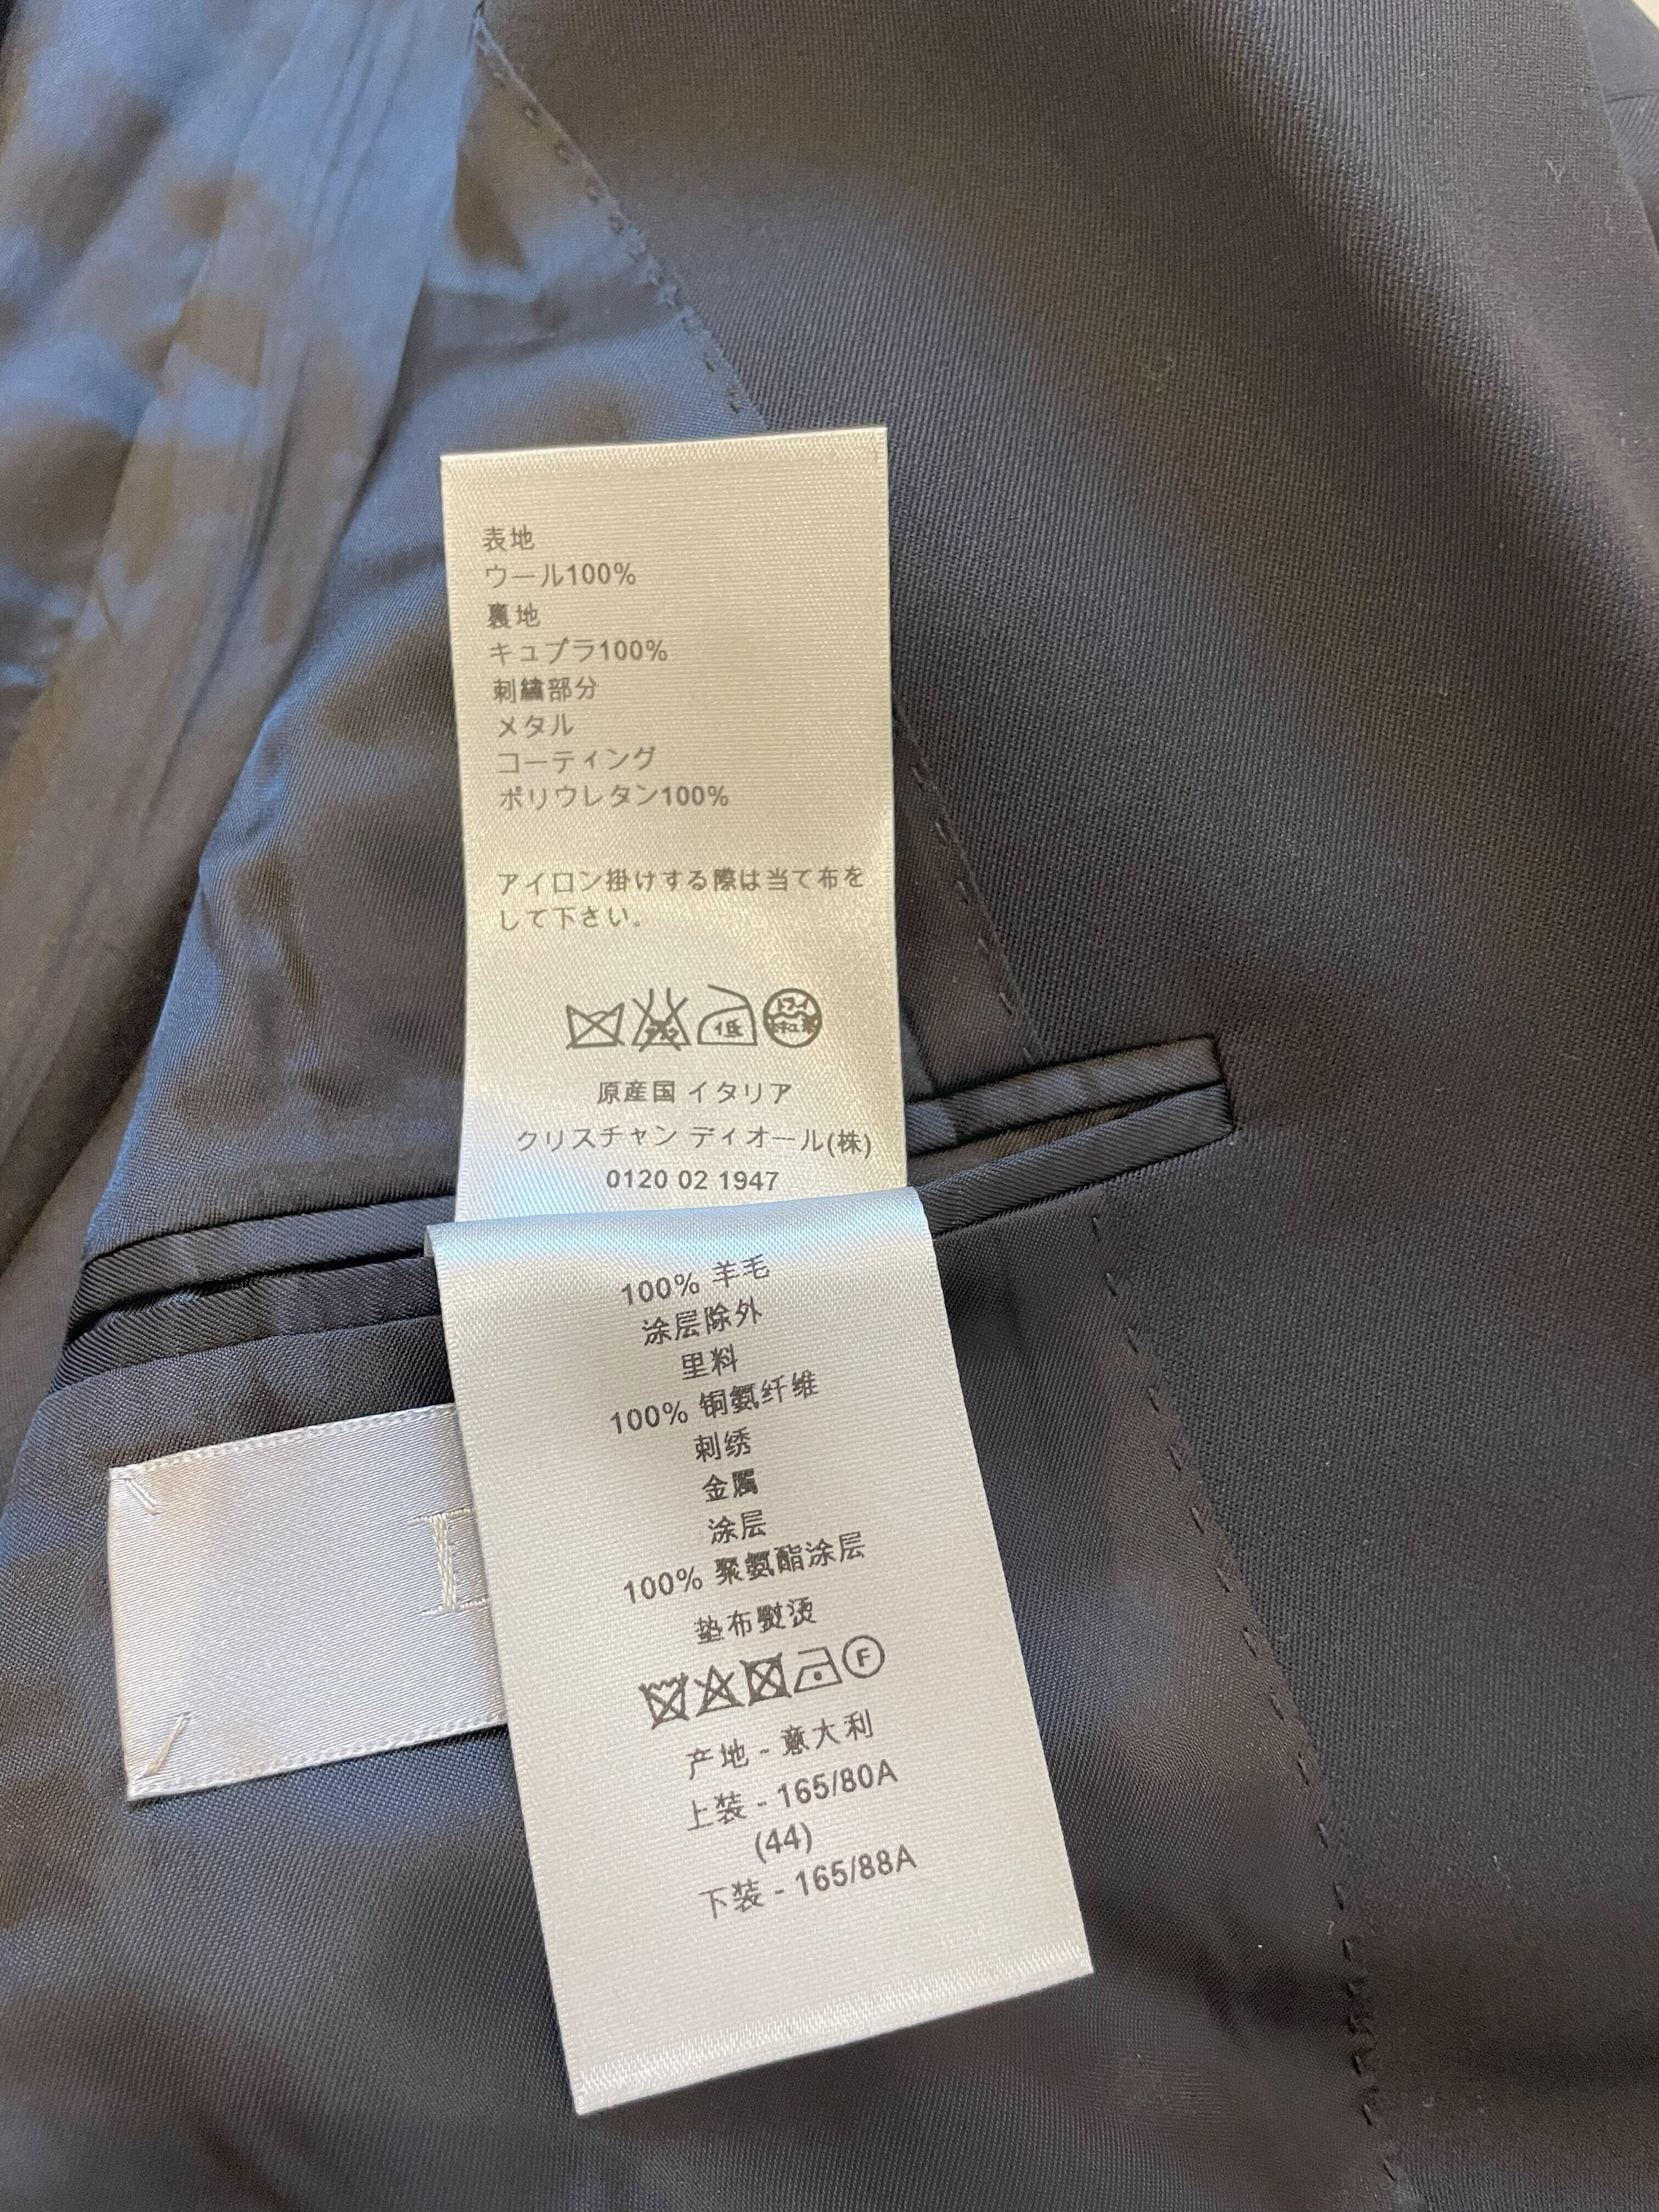 表地
ウール100%
裏地
キュプラ100%
刺繍部分
メタル
コーティング
ポリウレタン100%
アイロン掛けする際は当て布を
して下さい。
低
ドライ
原産国 イタリア
クリスチャン ディオール(株)
0120 02 1947
100% 羊毛
涂层除外
里料
100% 铜氨纤维
刺绣
金属
涂层
100% 聚氨酯涂层
垫布熨烫
F
产地 - 意大利
上装 - 165/80A
(44)
下装 - 165/88A